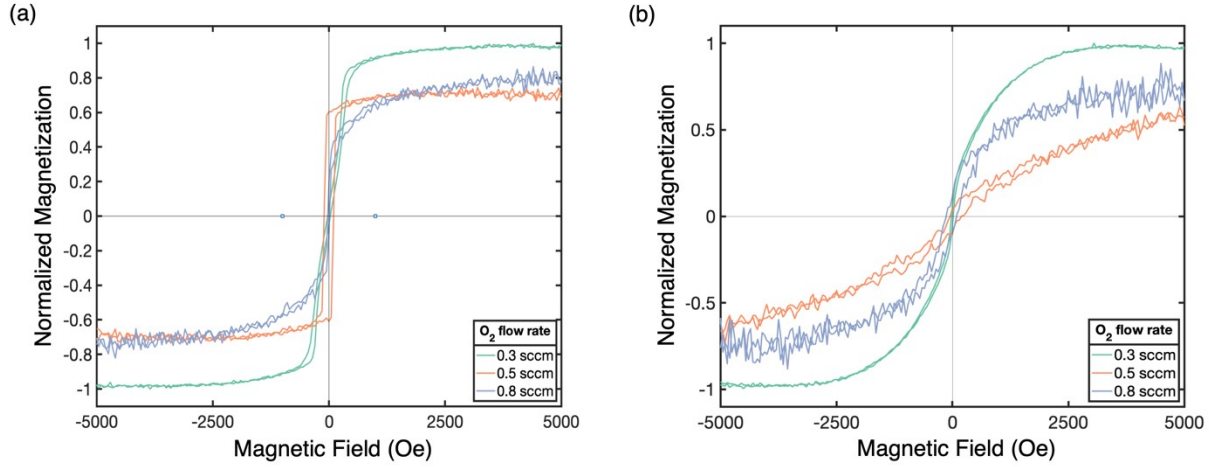 (a)
Normalized Magnetization
1
0.8
0.6
0.4
0.2
0
-0.2
-0.4
-0.6
-0.8
-1
-5000 -2500 0 2500 5000
Magnetic Field (Oe)
O2 flow rate
0.3 sccm
0.5 sccm
0.8 sccm
(b)
Normalized Magnetization
1
0.5
0
-0.5
-1
-5000 -2500 0 2500 5000
Magnetic Field (Oe)
O2 flow rate
0.3 sccm
0.5 sccm
0.8 sccm